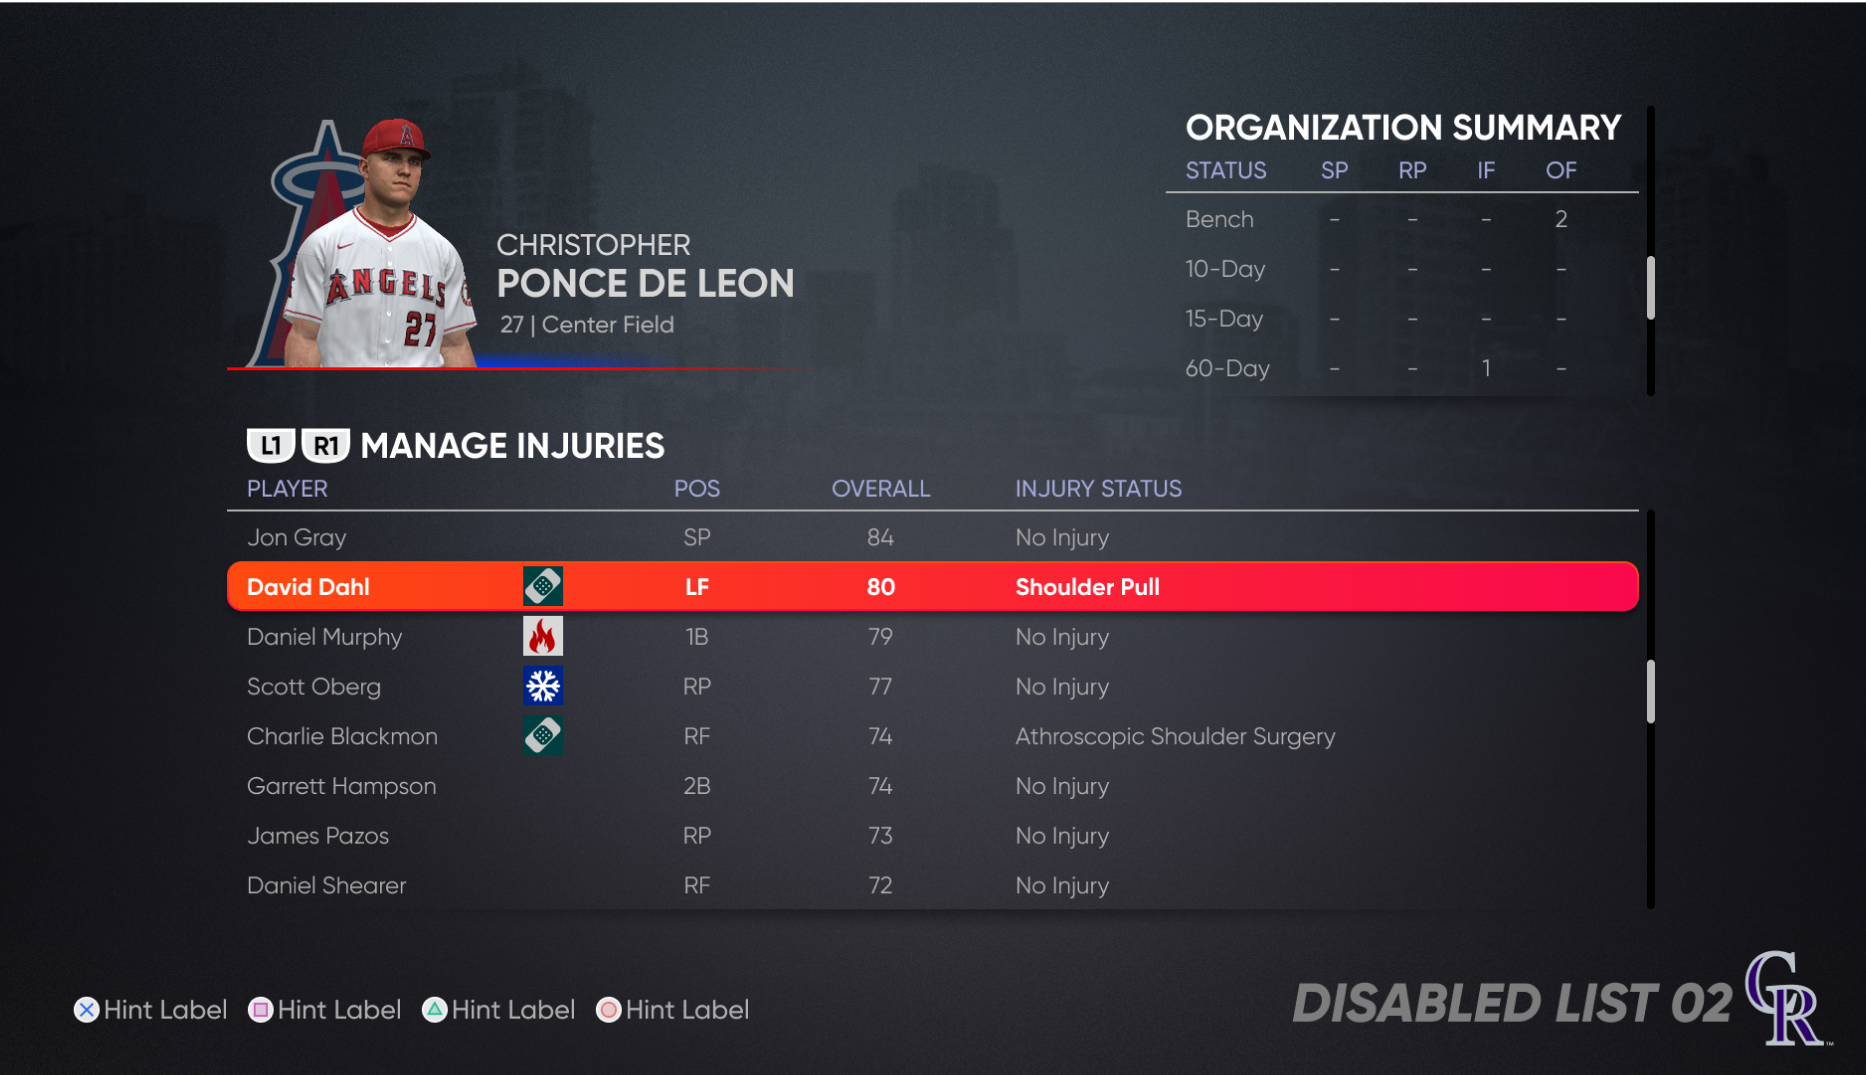 CHRISTOPHER
PONCE DE LEON
27 | Center Field
ANGELS
27
ORGANIZATION SUMMARY
STATUS SP RP IF OF
Bench - - - 2
10-Day - - - -
15-Day - - - -
60-Day - - 1 -
L1 R1 MANAGE INJURIES
PLAYER POS OVERALL INJURY STATUS
Jon Gray SP 84 No Injury
David Dahl LF 80 Shoulder Pull
Daniel Murphy 1B 79 No Injury
Scott Oberg RP 77 No Injury
Charlie Blackmon RF 74 Athroscopic Shoulder Surgery
Garrett Hampson 2B 74 No Injury
James Pazos RP 73 No Injury
Daniel Shearer RF 72 No Injury
Hint Label Hint Label Hint Label Hint Label
DISABLED LIST 02
CR™